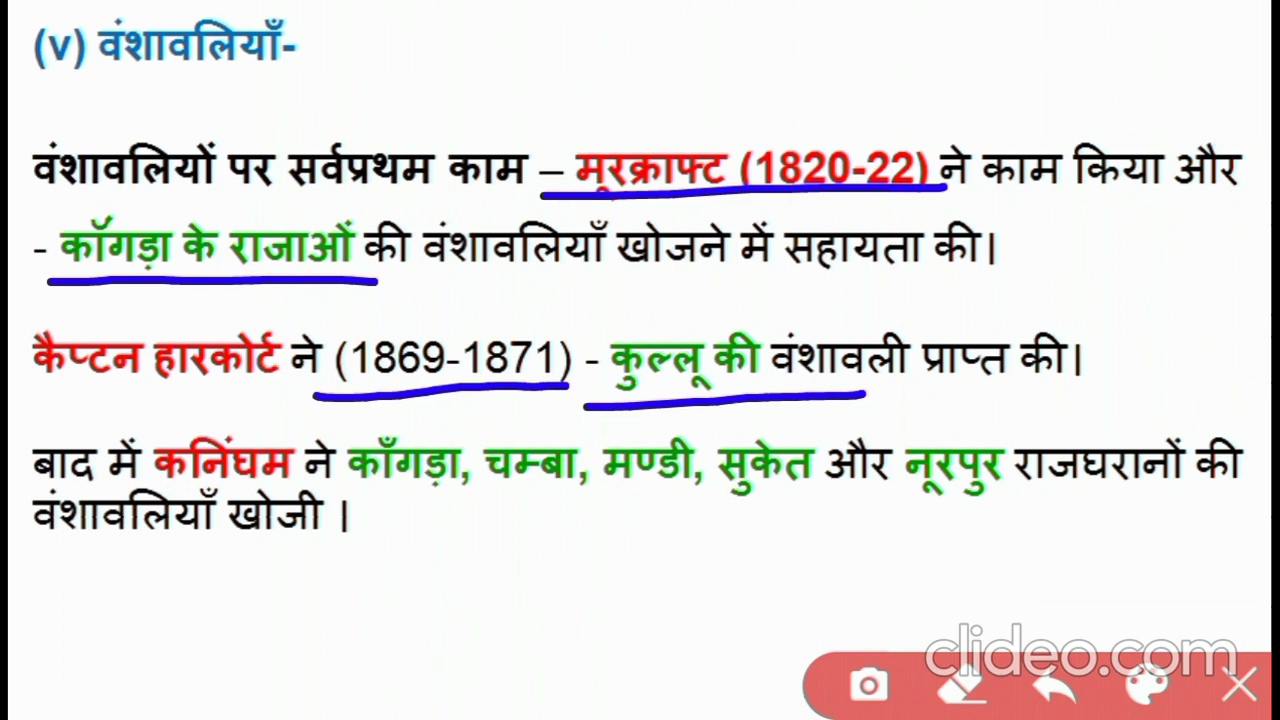 (v) वंशावलियाँ-
वंशावलियों पर सर्वप्रथम काम – मूरक्राफ्ट (1820-22) ने काम किया और
- कॉगड़ा के राजाओं की वंशावलियाँ खोजने में सहायता की।
कैप्टन हारकोर्ट ने (1869-1871) - कुल्लू की वंशावली प्राप्त की।
बाद में कनिंघम ने काँगड़ा, चम्बा, मण्डी, सुकेत और नूरपुर राजघरानों की
वंशावलियाँ खोजी ।
clideo.com